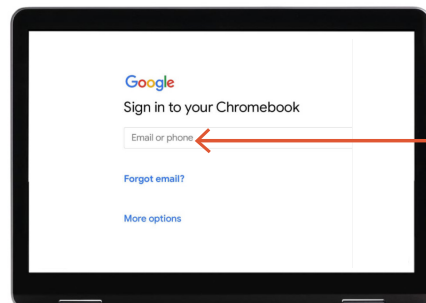 Google
Sign in to your Chromebook
Email or phone
Forgot email?
More options